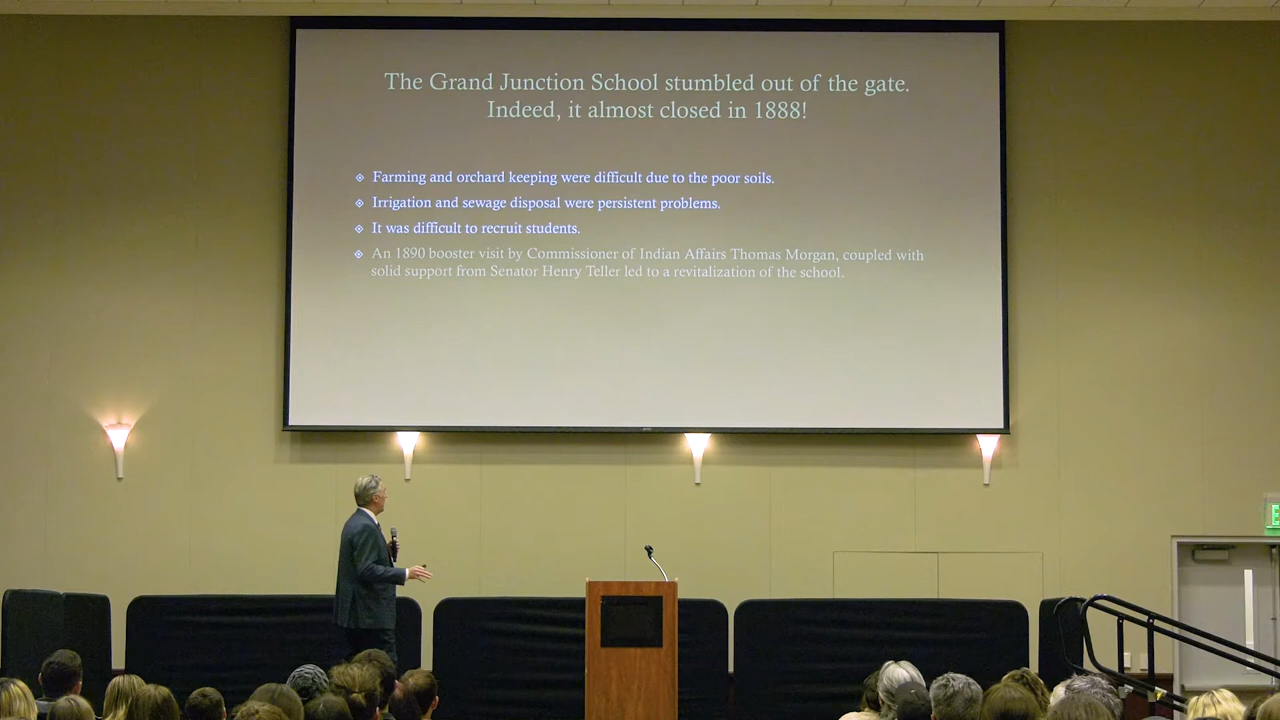 The Grand Junction School stumbled out of the gate.
Indeed, it almost closed in 1888!
Farming and orchard keeping were difficult due to the poor soils.
Irrigation and sewage disposal were persistent problems.
It was difficult to recruit students.
An 1890 booster visit by Commissioner of Indian Affairs Thomas Morgan, coupled with
solid support from Senator Henry Teller led to a revitalization of the school.